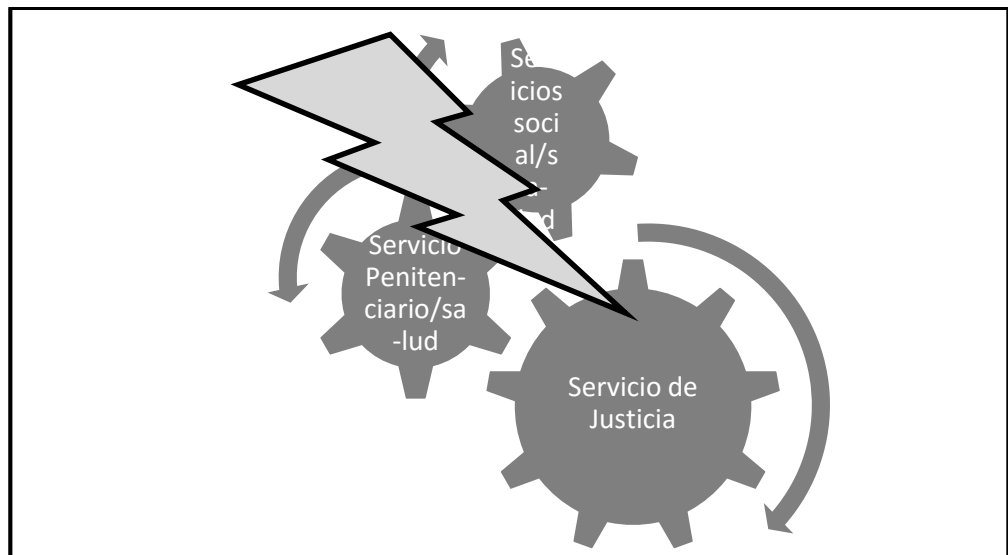 icios
soci
al/s
Servicio
Peniten-
ciario/sa
-lud
Servicio de
Justicia